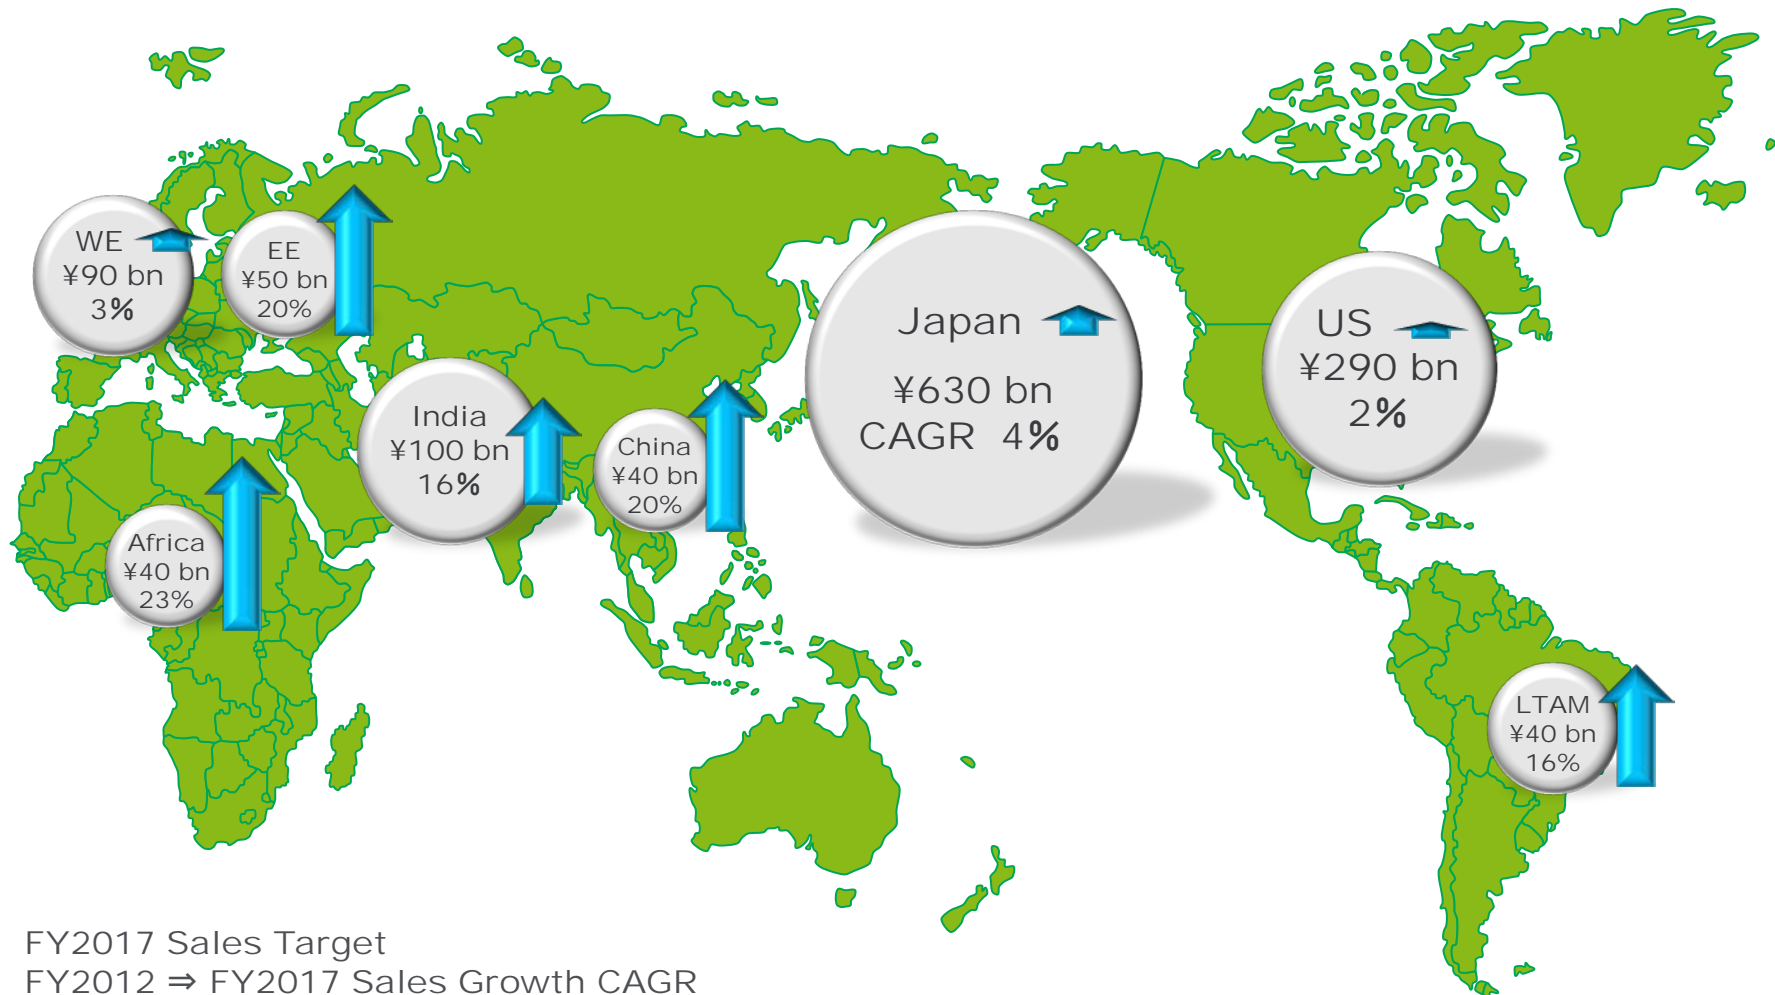 WE
¥90 bn
3%
EE
¥50 bn
20%
Japan
¥630 bn
CAGR 4%
US
¥290 bn
2%
India
¥100 bn
16%
China
¥40 bn
20%
Africa
¥40 bn
23%
LTAM
¥40 bn
16%
FY2017 Sales Target
FY2012 ⇒ FY2017 Sales Growth CAGR